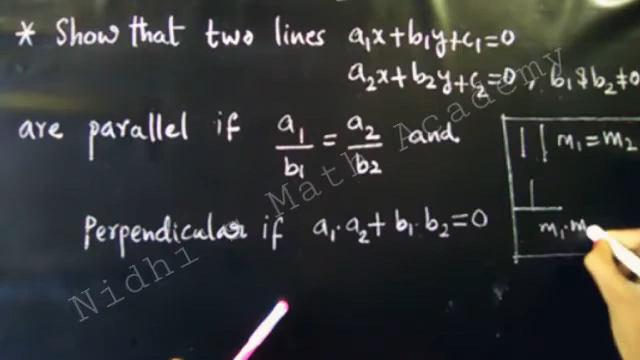 * Show that two lines a₁x+b₁y+c₁=0
a₂x+b₂y+c₂=0, b₁ & b₂≠0
are parallel if a₁/b₁ = a₂/b₂ and
|| m₁=m₂
Perpendicular if a₁·a₂+b₁·b₂=0
⊥ m₁·m
Nidhi Math Academy